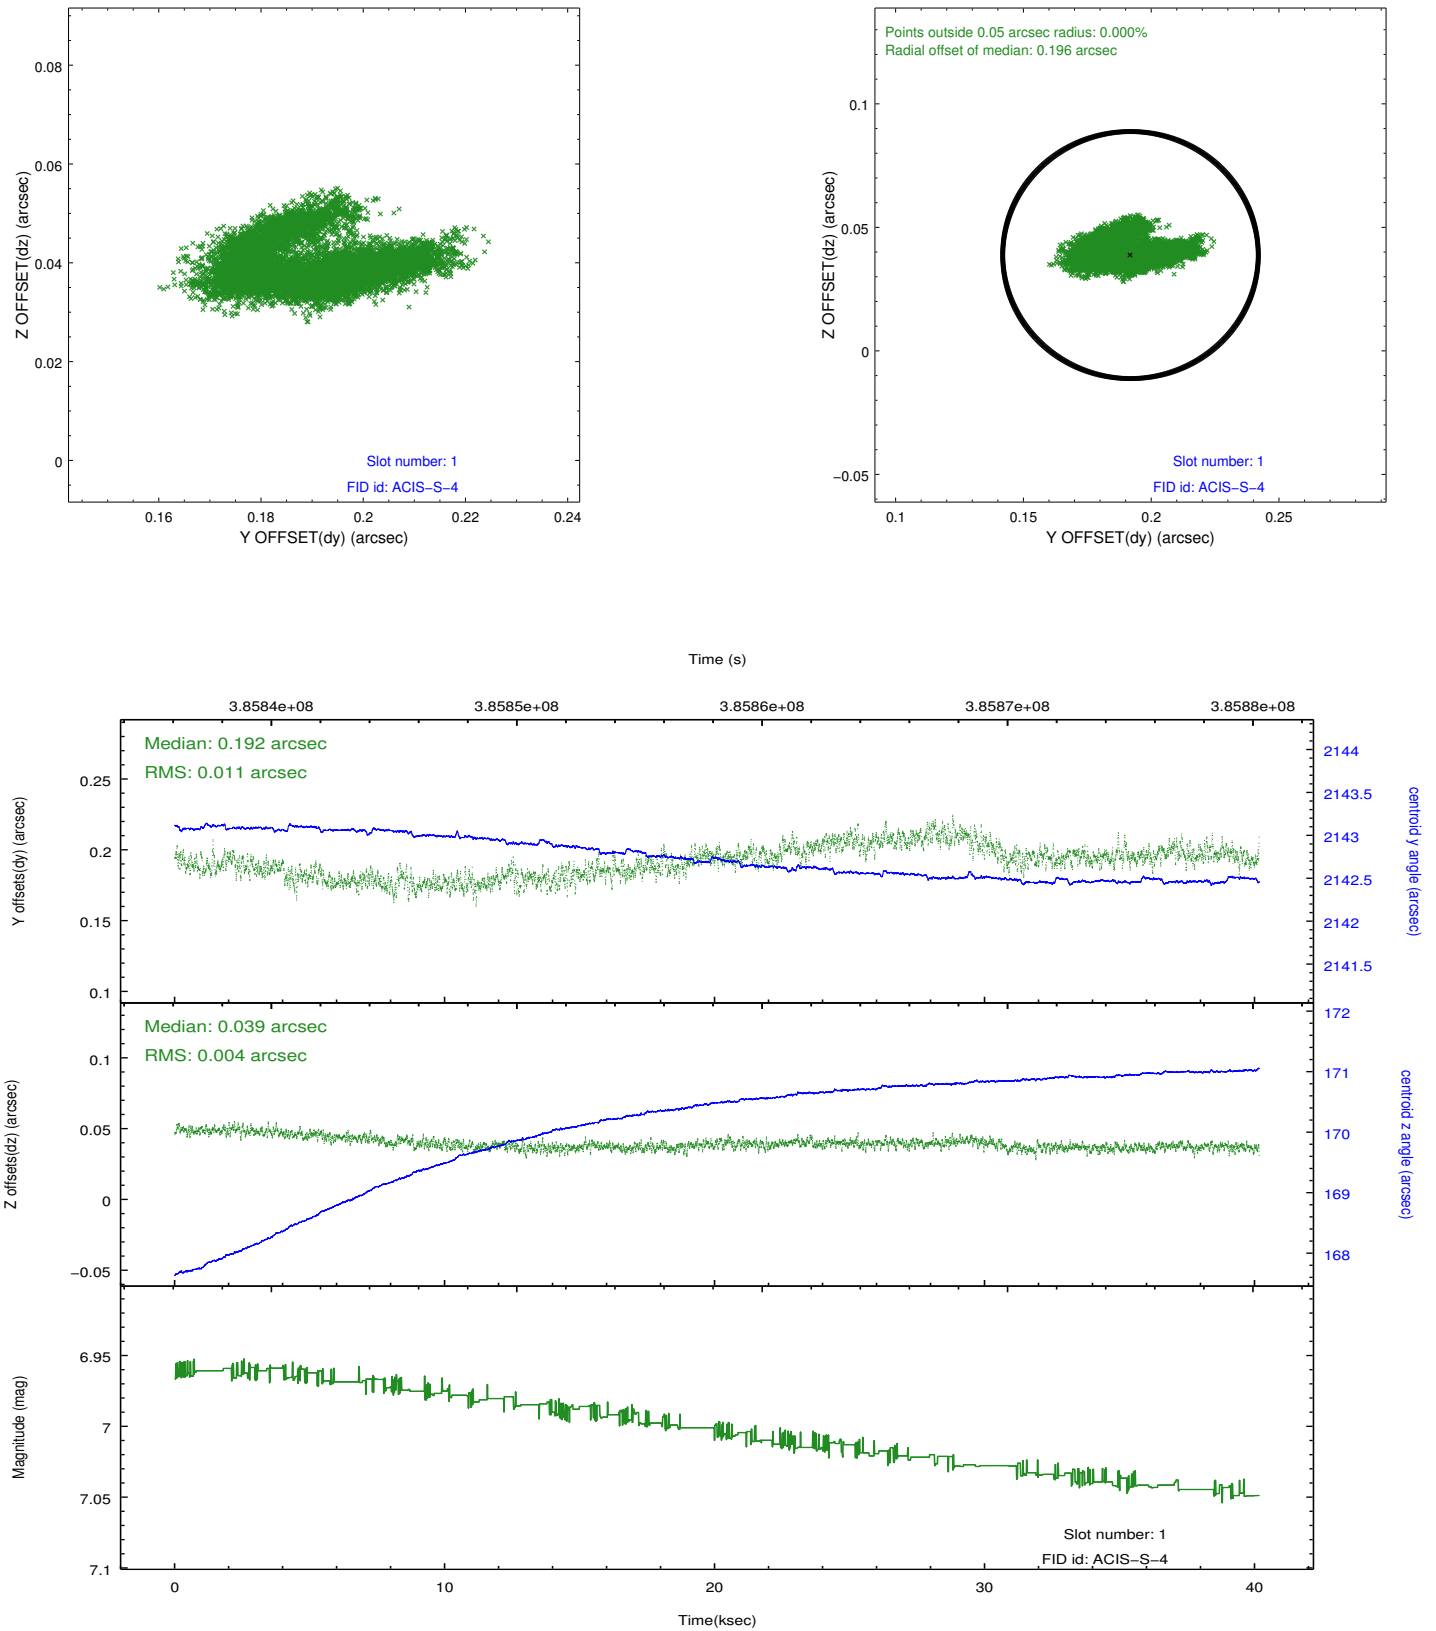 0.08
0.06
0.04
0.02
0
Z OFFSET(dz) (arcsec)
Slot number: 1
FID id: ACIS−S−4
0.16 0.18 0.2 0.22 0.24
Y OFFSET(dy) (arcsec)
Points outside 0.05 arcsec radius: 0.000%
Radial offset of median: 0.196 arcsec
0.1
0.05
0
−0.05
Z OFFSET(dz) (arcsec)
Slot number: 1
FID id: ACIS−S−4
0.1 0.15 0.2 0.25
Y OFFSET(dy) (arcsec)
Time (s)
3.8584e+08 3.8585e+08 3.8586e+08 3.8587e+08 3.8588e+08
Median: 0.192 arcsec
RMS: 0.011 arcsec
0.25
0.2
0.15
0.1
Y offsets(dy) (arcsec)
2144
2143.5
2143
2142.5
2142
2141.5
centroid y angle (arcsec)
Median: 0.039 arcsec
RMS: 0.004 arcsec
0.1
0.05
0
−0.05
Z offsets(dz) (arcsec)
172
171
170
169
168
centroid z angle (arcsec)
6.95
7
7.05
7.1
Magnitude (mag)
Slot number: 1
FID id: ACIS−S−4
0 10 20 30 40
Time(ksec)